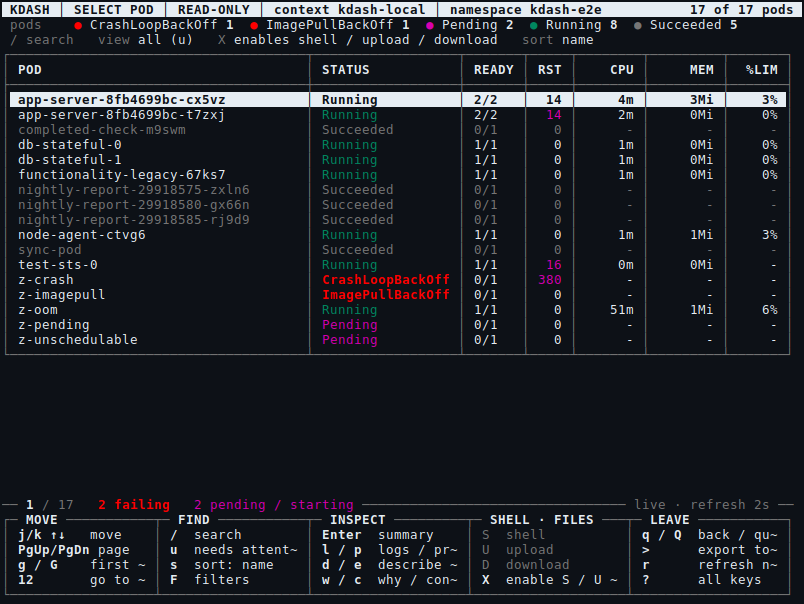 KDASH │ SELECT POD │ READ-ONLY │ context kdash-local │ namespace kdash-e2e 17 of 17 pods
pods ● CrashLoopBackOff 1 ● ImagePullBackOff 1 ● Pending 2 ● Running 8 ● Succeeded 5
/ search view all (u) X enables shell / upload / download sort name
POD STATUS READY RST CPU MEM %LIM
app-server-8fb4699bc-cx5vz Running 2/2 14 4m 3Mi 3%
app-server-8fb4699bc-t7zxj Running 2/2 14 2m 0Mi 0%
completed-check-m9swm Succeeded 0/1 0 - - -
db-stateful-0 Running 1/1 0 1m 0Mi 0%
db-stateful-1 Running 1/1 0 1m 0Mi 0%
functionality-legacy-67ks7 Running 1/1 0 1m 0Mi 0%
nightly-report-29918575-zxln6 Succeeded 0/1 0 - - -
nightly-report-29918580-gx66n Succeeded 0/1 0 - - -
nightly-report-29918585-rj9d9 Succeeded 0/1 0 - - -
node-agent-ctvg6 Running 1/1 0 1m 1Mi 3%
sync-pod Succeeded 0/1 0 - - -
test-sts-0 Running 1/1 16 0m 0Mi -
z-crash CrashLoopBackOff 0/1 380 - - -
z-imagepull ImagePullBackOff 0/1 0 - - -
z-oom Running 1/1 0 51m 1Mi 6%
z-pending Pending 0/1 0 - - -
z-unschedulable Pending 0/1 0 - - -
1 / 17 2 failing 2 pending / starting live · refresh 2s
MOVE FIND INSPECT SHELL · FILES LEAVE
j/k ↑↓ move / search Enter summary S shell q / Q back / qu~
PgUp/PgDn page u needs attent~ l / p logs / pr~ U upload > export to~
g / G first ~ s sort: name d / e describe ~ D download r refresh n~
12 go to ~ F filters w / c why / con~ X enable S / U ~ ? all keys